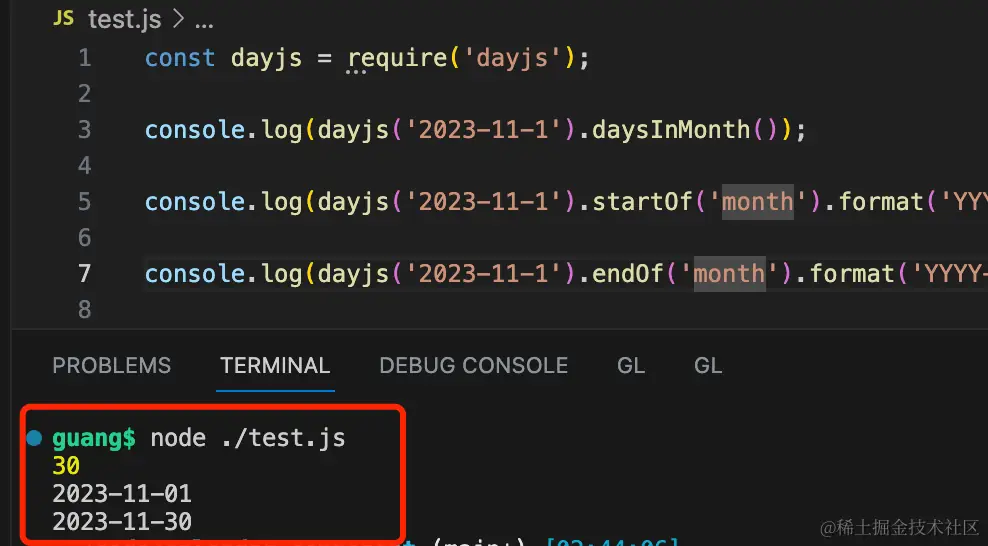 JS test.js > ...
1 const dayjs = require('dayjs');
2
3 console.log(dayjs('2023-11-1').daysInMonth());
4
5 console.log(dayjs('2023-11-1').startOf('month').format('YYY
6
7 console.log(dayjs('2023-11-1').endOf('month').format('YYYY-
8
PROBLEMS TERMINAL DEBUG CONSOLE GL GL
guang$ node ./test.js
30
2023-11-01
2023-11-30
(main+) [02:44:06]
@稀土掘金技术社区